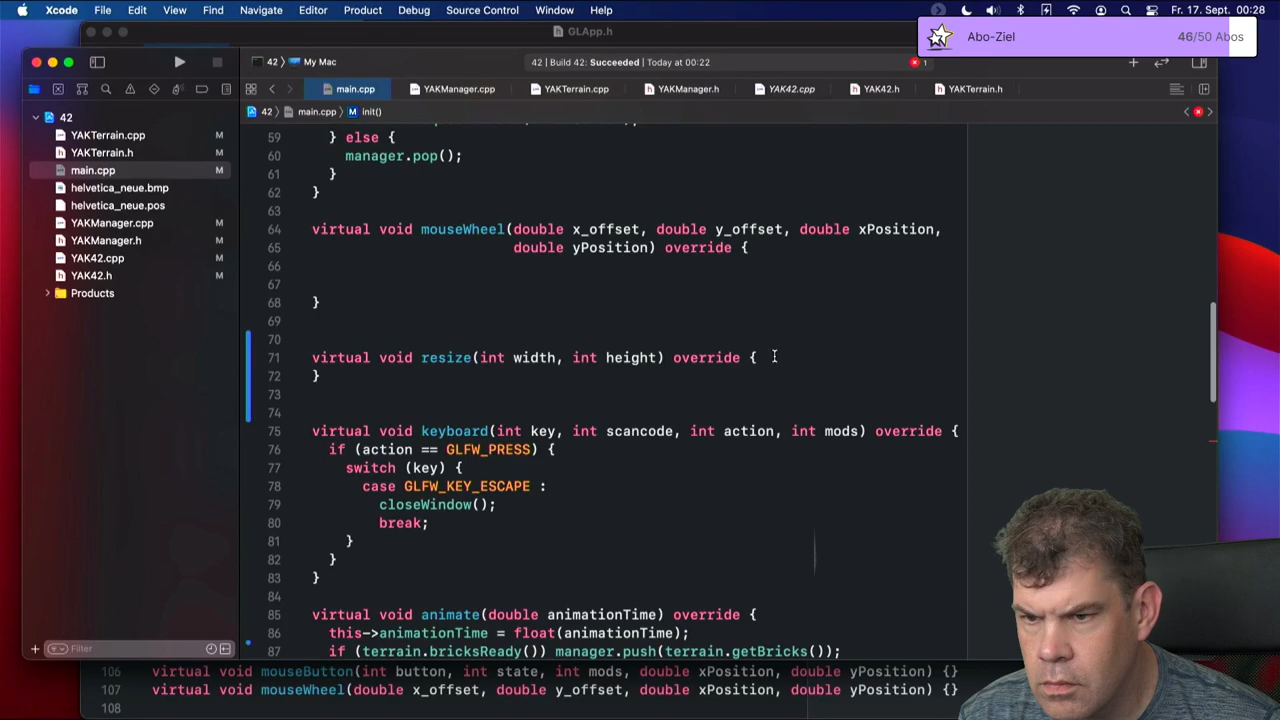 Xcode File Edit View Find Navigate Editor Product Debug Source Control Window Help Fr. 17. Sept. 00:28
GLApp.h
Abo-Ziel 46/50 Abos
42 My Mac 42 | Build 42: Succeeded | Today at 00:22 1
main.cpp YAKManager.cpp YAKTerrain.cpp YAKManager.h YAK42.cpp YAK42.h YAKTerrain.h
42 main.cpp M init()
42
YAKTerrain.cpp M
YAKTerrain.h M
main.cpp M
helvetica_neue.bmp
helvetica_neue.pos
YAKManager.cpp M
YAKManager.h M
YAK42.cpp M
YAK42.h M
Products
Filter
59 } else {
60 manager.pop();
61 }
62 }
63
64 virtual void mouseWheel(double x_offset, double y_offset, double xPosition,
65 double yPosition) override {
66
67
68 }
69
70
71 virtual void resize(int width, int height) override {
72 }
73
74
75 virtual void keyboard(int key, int scancode, int action, int mods) override {
76 if (action == GLFW_PRESS) {
77 switch (key) {
78 case GLFW_KEY_ESCAPE :
79 closeWindow();
80 break;
81 }
82 }
83 }
84
85 virtual void animate(double animationTime) override {
86 this->animationTime = float(animationTime);
87 if (terrain.bricksReady()) manager.push(terrain.getBricks());
106 virtual void mouseButton(int button, int state, int mods, double xPosition, double yPosition) {}
107 virtual void mouseWheel(double x_offset, double y_offset, double xPosition, double yPosition) {}
108